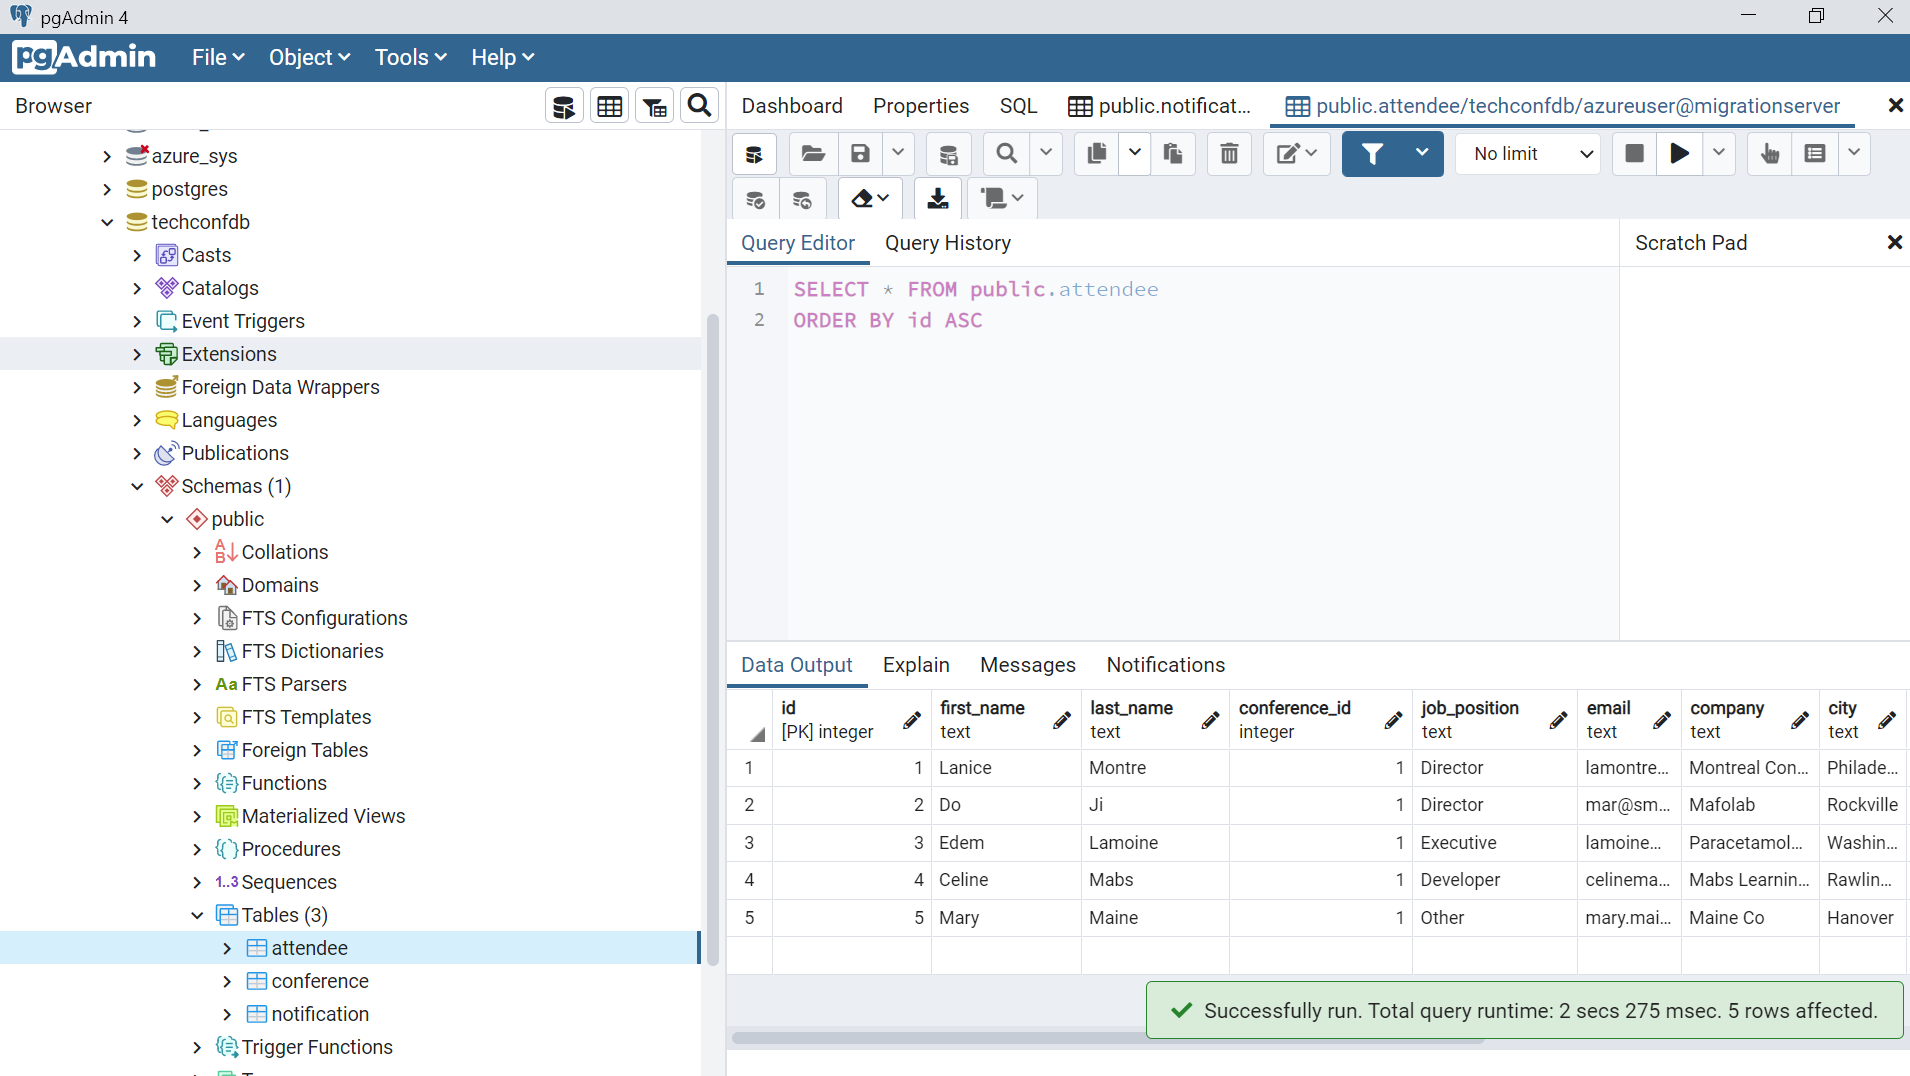 pgAdmin 4
pgAdmin File Object Tools Help
Browser
azure_sys
postgres
techconfdb
Casts
Catalogs
Event Triggers
Extensions
Foreign Data Wrappers
Languages
Publications
Schemas (1)
public
Collations
Domains
FTS Configurations
FTS Dictionaries
Aa FTS Parsers
FTS Templates
Foreign Tables
Functions
Materialized Views
Procedures
1..3 Sequences
Tables (3)
attendee
conference
notification
Trigger Functions
Dashboard Properties SQL public.notificat... public.attendee/techconfdb/azureuser@migrationserver
No limit
Query Editor Query History
Scratch Pad
1 SELECT * FROM public.attendee
2 ORDER BY id ASC
Data Output Explain Messages Notifications
id first_name last_name conference_id job_position email company city
[PK] integer text text integer text text text text
1 1 Lanice Montre 1 Director lamontre... Montreal Con... Philade...
2 2 Do Ji 1 Director mar@sm... Mafolab Rockville
3 3 Edem Lamoine 1 Executive lamoine... Paracetamol... Washin...
4 4 Celine Mabs 1 Developer celinema... Mabs Learnin... Rawlin...
5 5 Mary Maine 1 Other mary.mai... Maine Co Hanover
Successfully run. Total query runtime: 2 secs 275 msec. 5 rows affected.